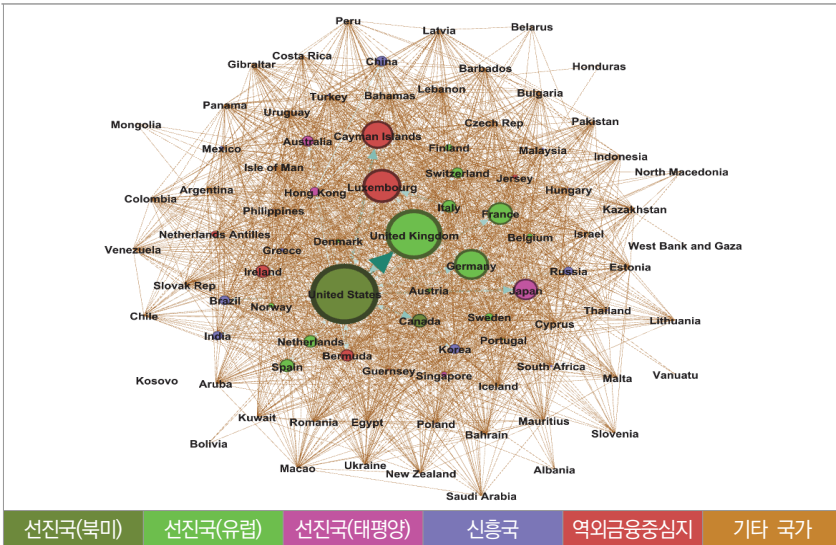 Peru
Latvia
Belarus
Costa Rica
Gibraltar
China
Barbados
Honduras
Turkey
Bahamas
Lebanon
Bulgaria
Panama
Uruguay
Mongolia
Czech Rep
Pakistan
Australia
Cayman Islands
Mexico
Finland
Malaysia
Indonesia
Isle of Man
Switzerland
North Macedonia
Argentina
Hong Kong
Luxembourg
Jersey
Hungary
Colombia
Philippines
Italy
France
Kazakhstan
Netherlands Antilles
Denmark
United Kingdom
Belgium
Israel
Venezuela
Greece
West Bank and Gaza
Ireland
Germany
Russia
Estonia
Slovak Rep
United States
Austria
Japan
Brazil
Norway
Chile
Canada
Sweden
Cyprus
Thailand
Lithuania
India
Netherlands
Portugal
Bermuda
Korea
Spain
Guernsey
Singapore
South Africa
Kosovo
Aruba
Iceland
Malta
Vanuatu
Kuwait
Romania
Egypt
Poland
Mauritius
Bahrain
Slovenia
Bolivia
Macao
Ukraine
New Zealand
Albania
Saudi Arabia
선진국(북미) 선진국(유럽) 선진국(태평양) 신흥국 역외금융중심지 기타 국가